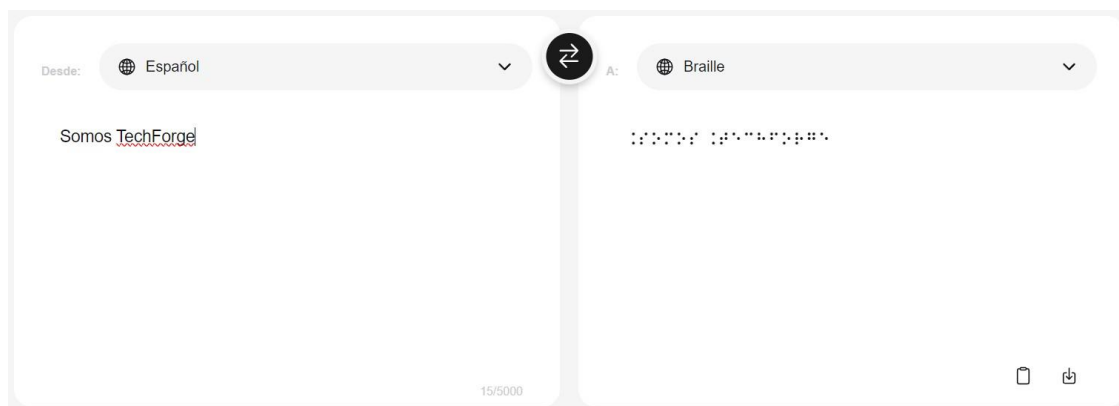 Desde:
Español
A:
Braille
Somos TechForge
⠨⠎⠕⠍⠕⠎ ⠨⠞⠑⠉⠓⠋⠕⠗⠛⠑
15/5000